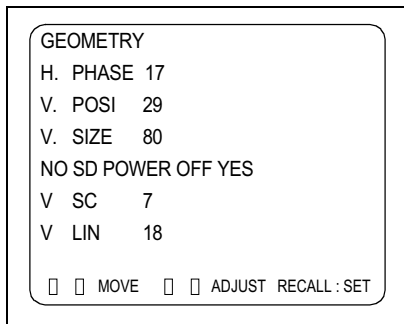 GEOMETRY
H. PHASE 17
V. POSI 29
V. SIZE 80
NO SD POWER OFF YES
V SC 7
V LIN 18
▯ ▯ MOVE ▯ ▯ ADJUST RECALL : SET